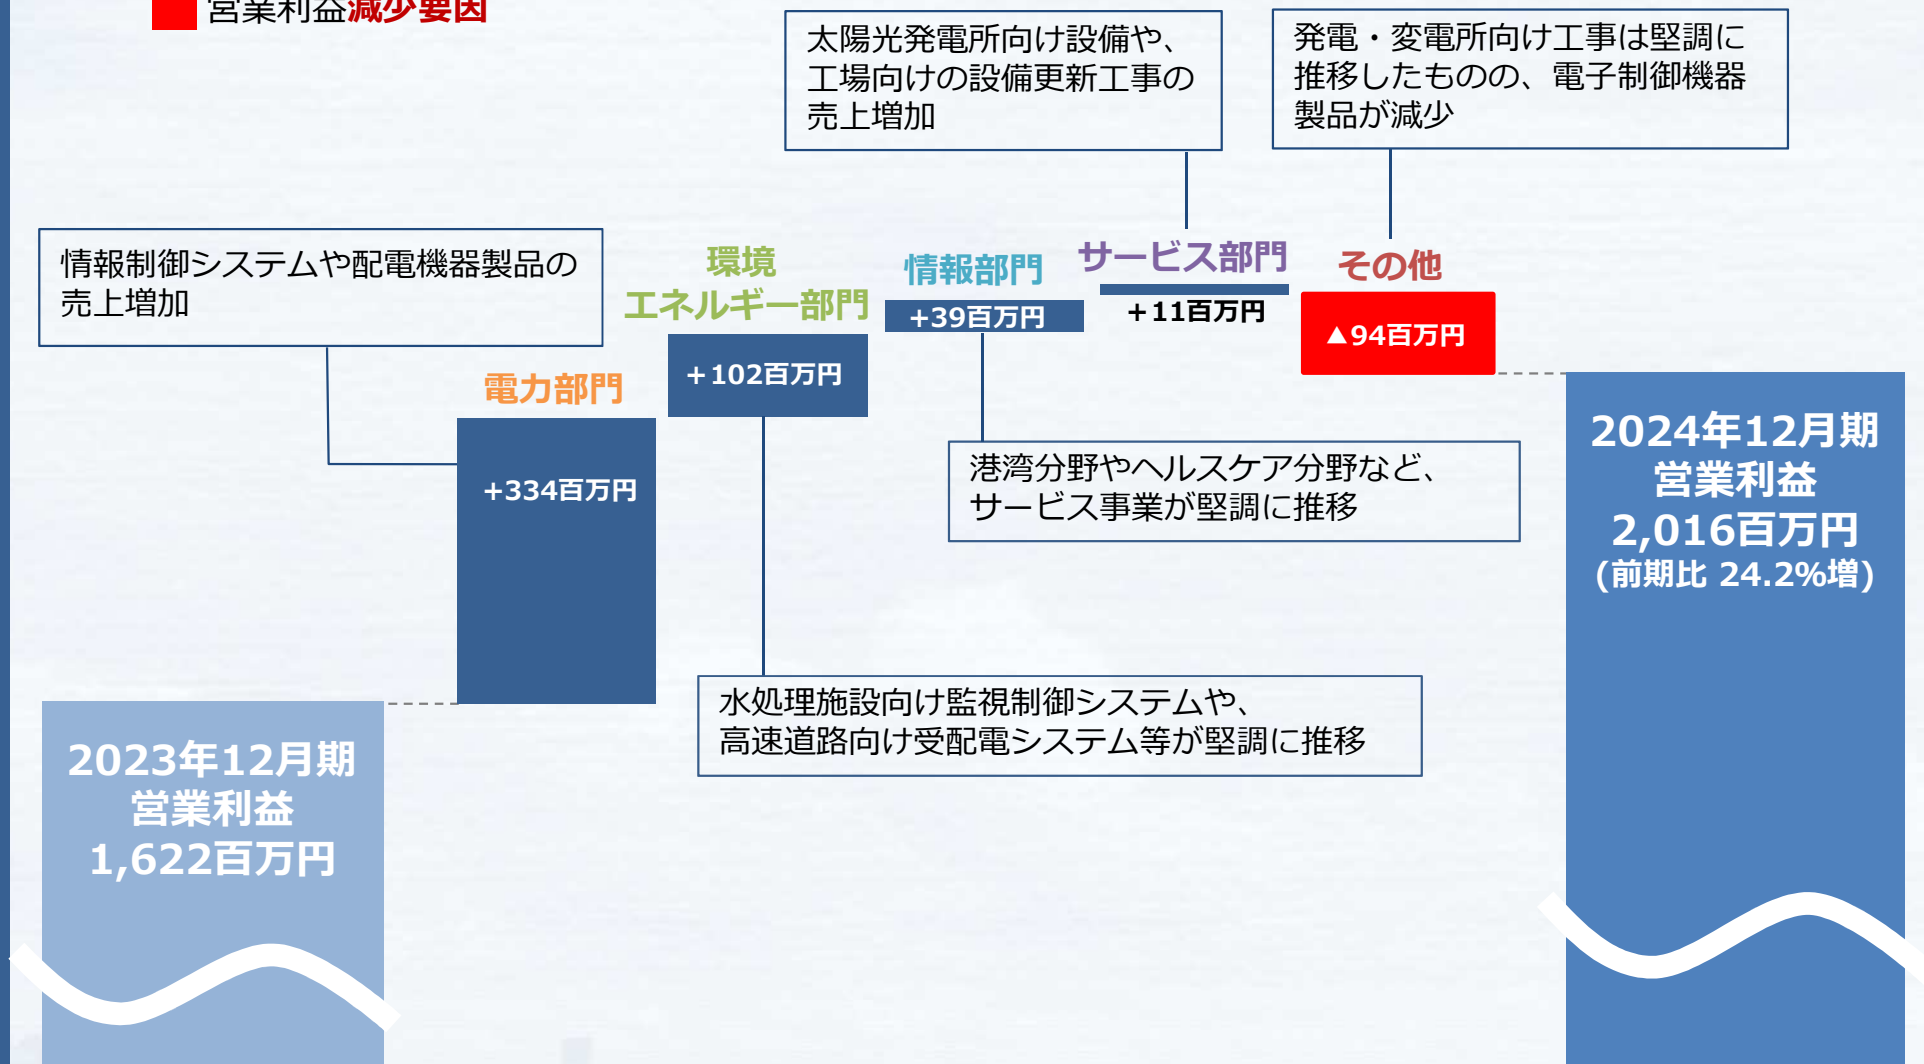 営業利益減少要因
太陽光発電所向け設備や、
工場向けの設備更新工事の
売上増加
発電・変電所向け工事は堅調に
推移したものの、電子制御機器
製品が減少
情報制御システムや配電機器製品の
売上増加
環境
エネルギー部門
情報部門
サービス部門
その他
+39百万円
+11百万円
▲94百万円
+102百万円
電力部門
+334百万円
港湾分野やヘルスケア分野など、
サービス事業が堅調に推移
2024年12月期
営業利益
2,016百万円
(前期比 24.2%増)
水処理施設向け監視制御システムや、
高速道路向け受配電システム等が堅調に推移
2023年12月期
営業利益
1,622百万円